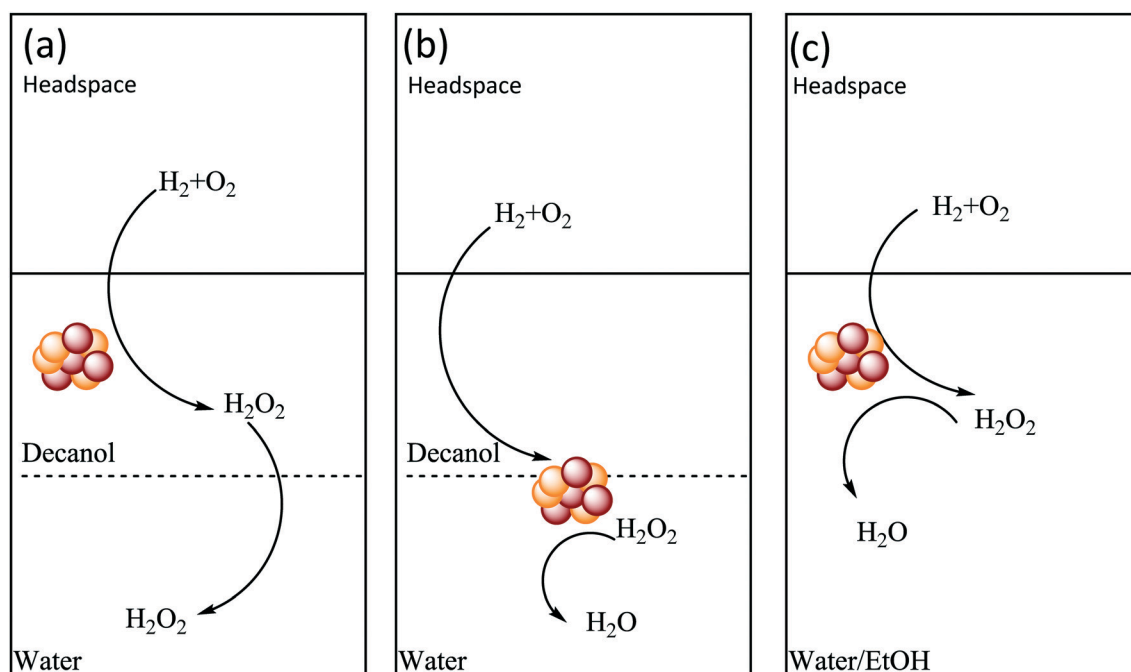 (a)
Headspace
H₂+O₂
H₂O₂
Decanol
H₂O₂
Water
(b)
Headspace
H₂+O₂
Decanol
H₂O₂
H₂O
Water
(c)
Headspace
H₂+O₂
H₂O₂
H₂O
Water/EtOH